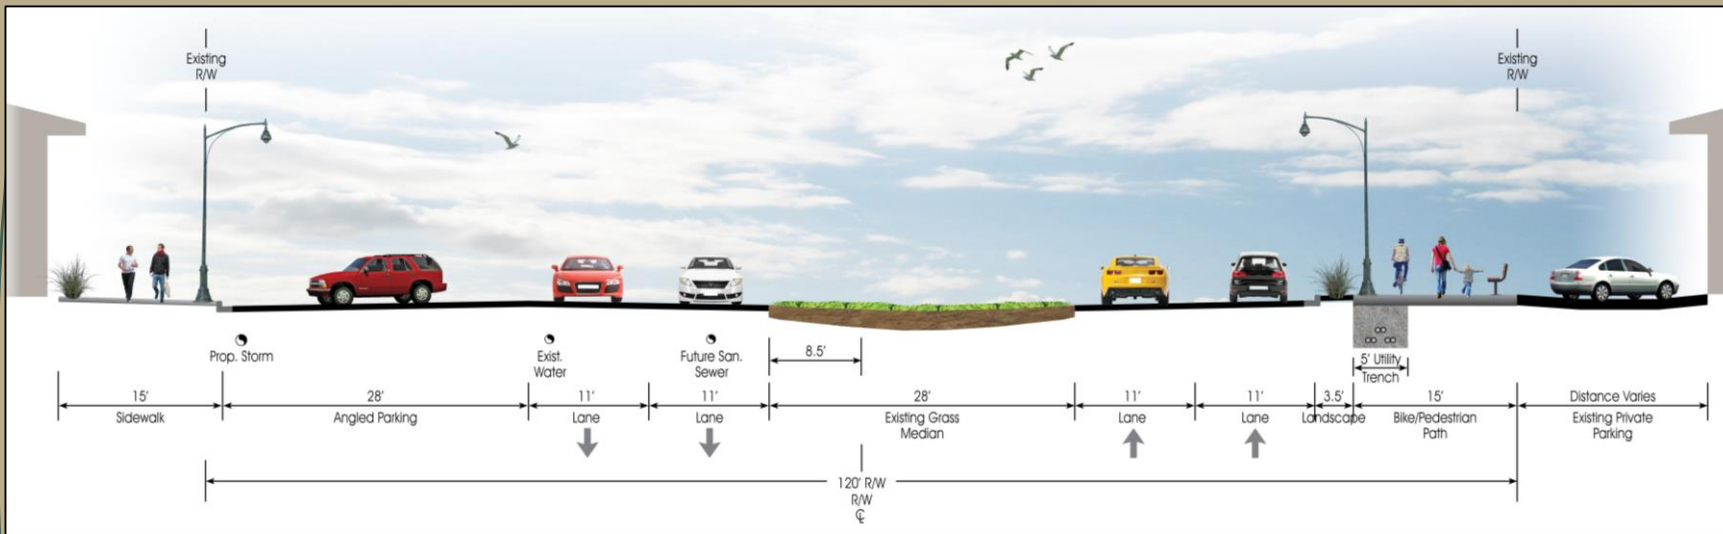 Existing
R/W
Existing
R/W
Prop. Storm
Exist.
Water
Future San.
Sewer
8.5'
5' Utility
Trench
15'
Sidewalk
28'
Angled Parking
11'
Lane
11'
Lane
28'
Existing Grass
Median
11'
Lane
11'
Lane
3.5'
Landscape
15'
Bike/Pedestrian
Path
Distance Varies
Existing Private
Parking
120' R/W
R/W
℄